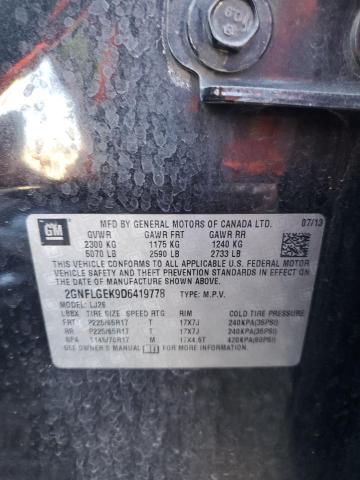 GM
MFD BY GENERAL MOTORS OF CANADA LTD. 07/13
GVWR GAWR FRT GAWR RR
2300 KG 1175 KG 1240 KG
5070 LB 2590 LB 2733 LB
THIS VEHICLE CONFORMS TO ALL APPLICABLE U.S. FEDERAL MOTOR
VEHICLE SAFETY, BUMPER, AND THEFT PREVENTION
STANDARDS IN EFFECT ON THE
DATE OF MANUFACTURE SHOWN ABOVE.
2GNFLGEK9D6419778 TYPE: M.P.V.
MODEL: LJ26
LBBX TIRE SIZE SPEED RTG RIM COLD TIRE PRESSURE
FRT P225/65R17 T 17X7J 240KPA(35PSI)
RR P225/65R17 T 17X7J 240KPA(35PSI)
SPA T145/70R17 M 17X4.5T 420KPA(60PSI)
SEE OWNER'S MANUAL FOR ADDITIONAL INFORMATION.